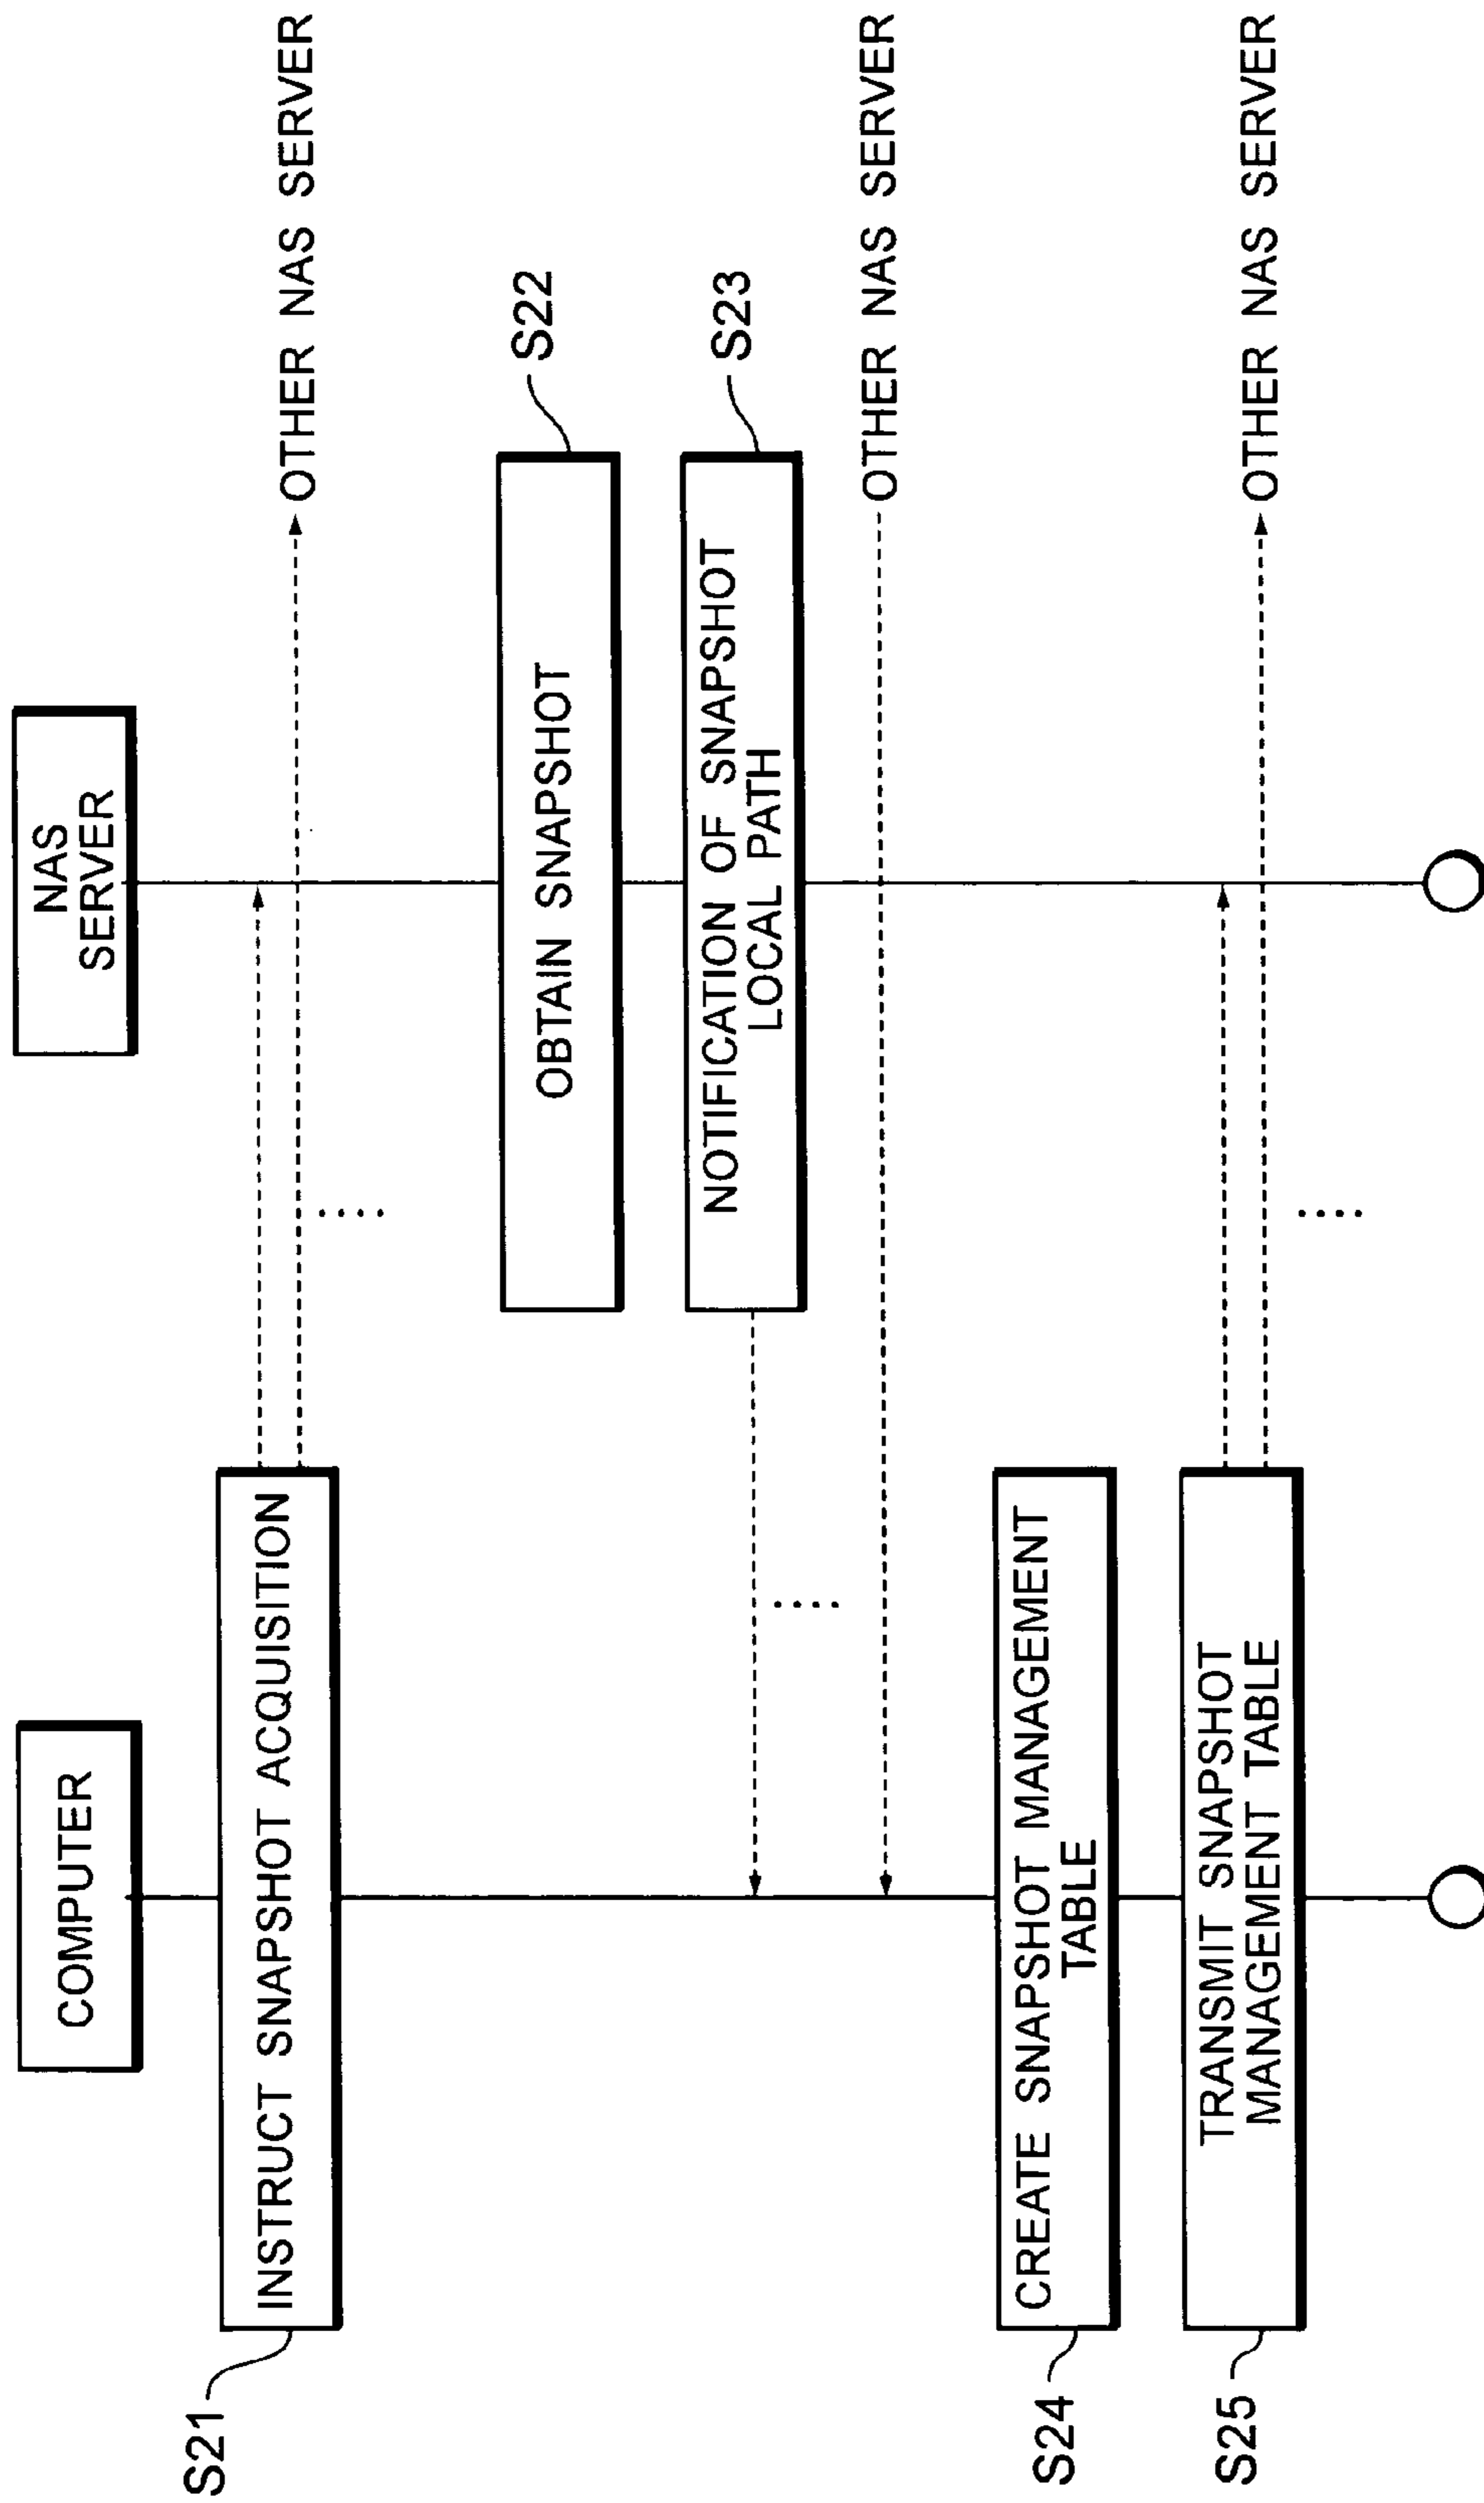 COMPUTER
NAS
SERVER
S21
INSTRUCT SNAPSHOT ACQUISITION
OTHER NAS SERVER
OBTAIN SNAPSHOT
S22
NOTIFICATION OF SNAPSHOT
LOCAL PATH
S23
OTHER NAS SERVER
S24
CREATE SNAPSHOT MANAGEMENT
TABLE
S25
TRANSMIT SNAPSHOT
MANAGEMENT TABLE
OTHER NAS SERVER